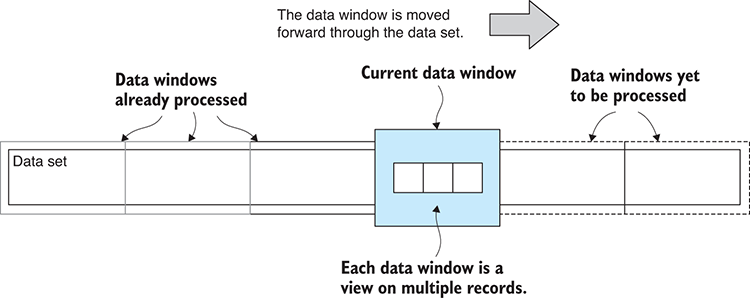 The data window is moved
forward through the data set.
Data windows
already processed
Current data window
Data windows yet
to be processed
Data set
Each data window is a
view on multiple records.